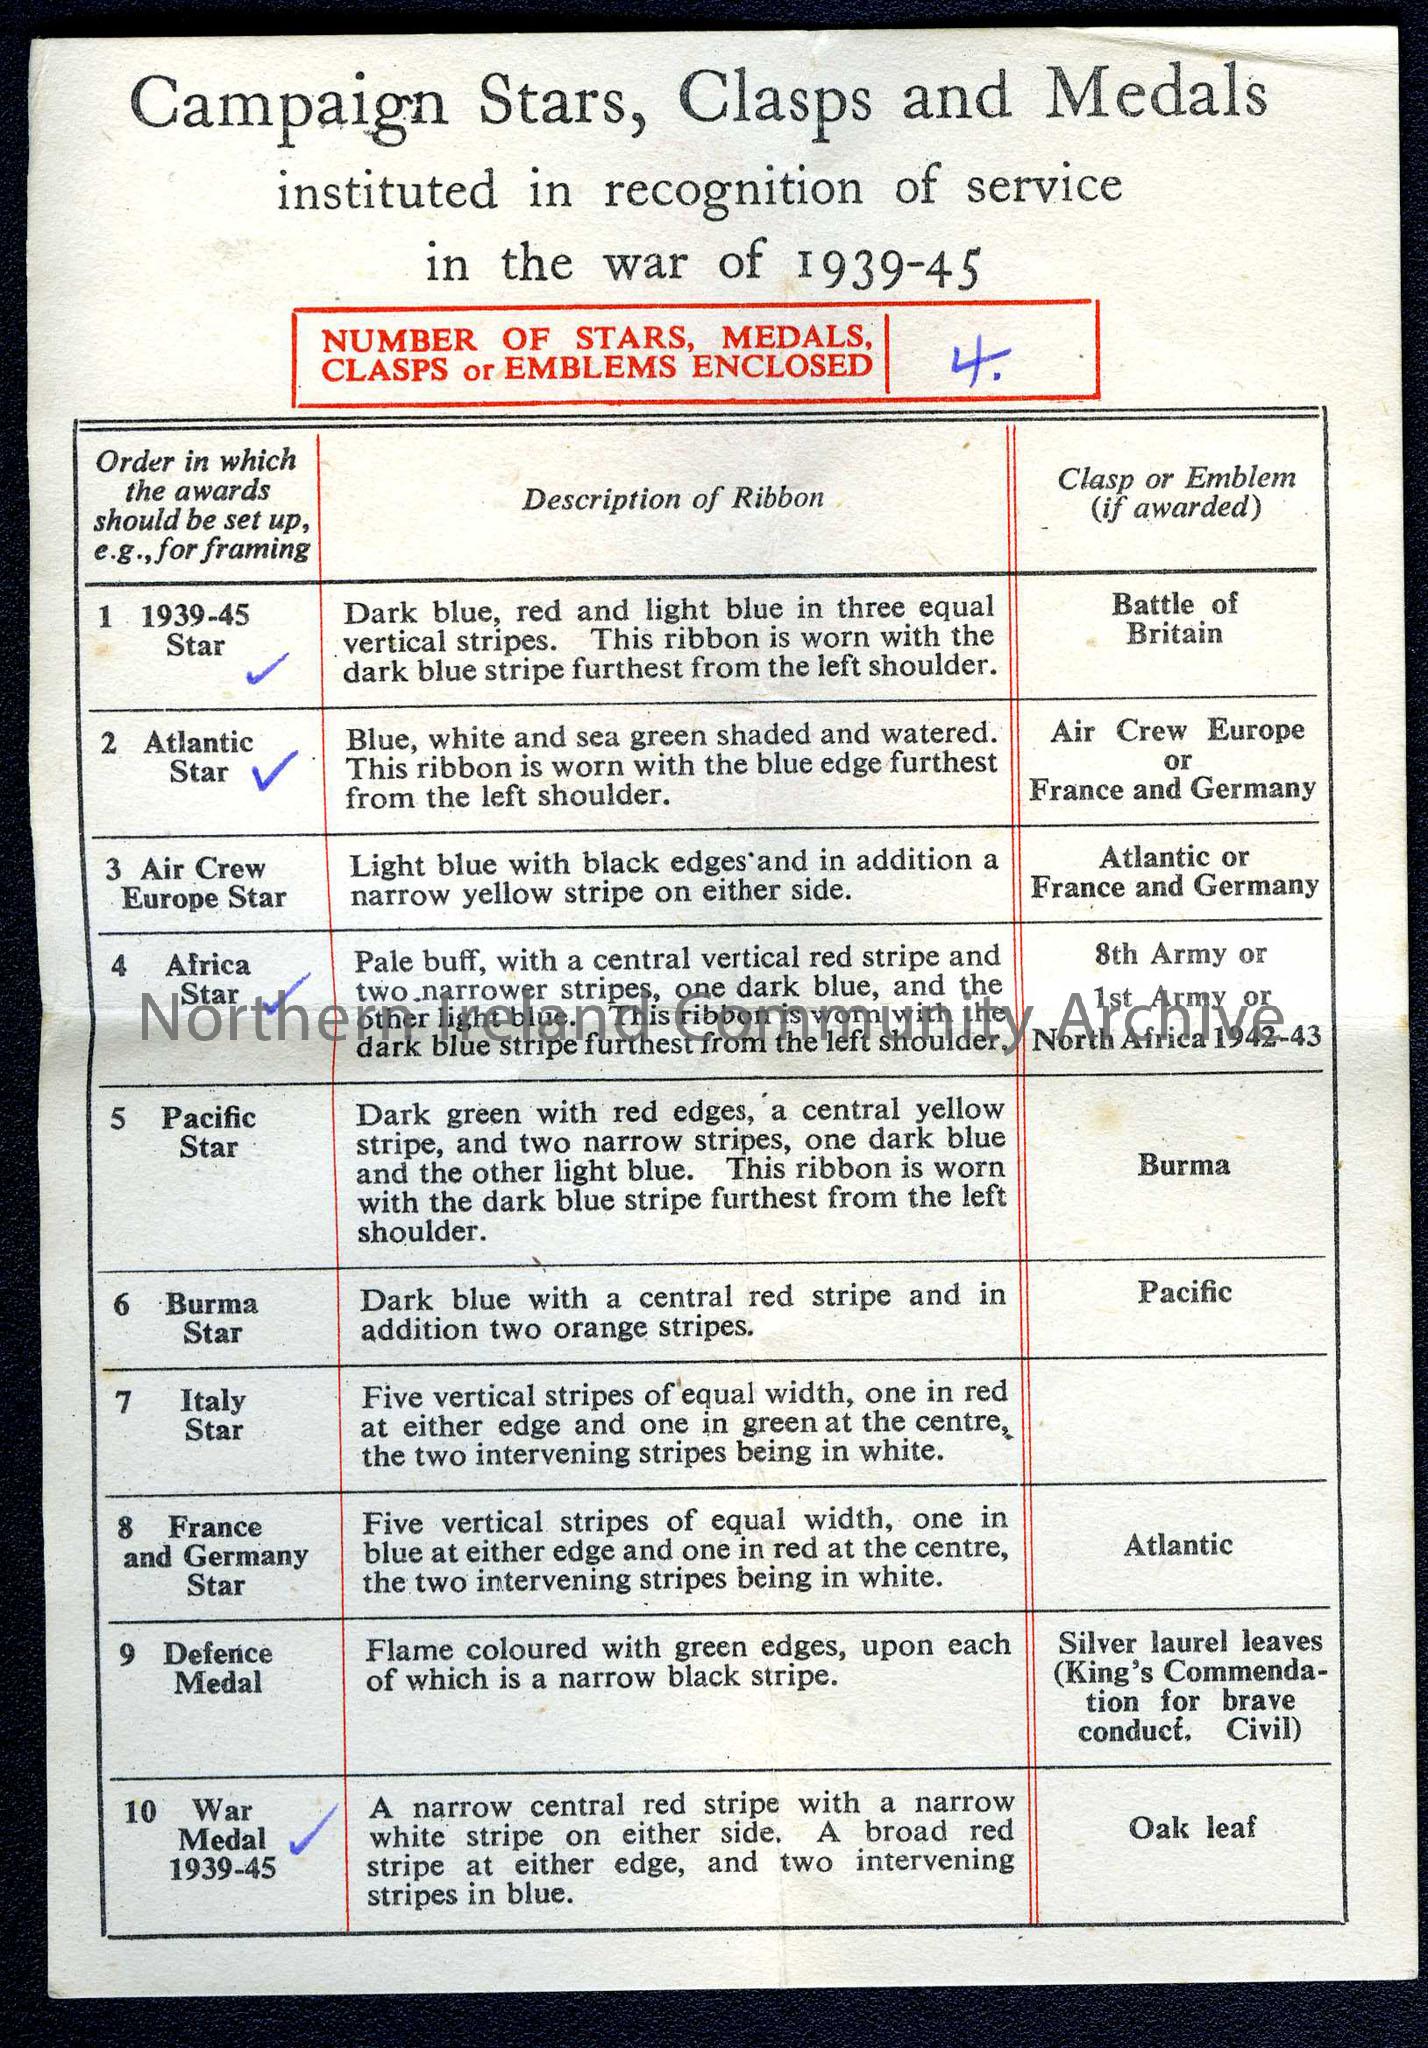 Campaign Stars, Clasps and Medals
instituted in recognition of service
in the war of 1939-45
NUMBER OF STARS, MEDALS,
CLASPS or EMBLEMS ENCLOSED
4.
Order in which
the awards
should be set up,
e.g., for framing
Description of Ribbon
Clasp or Emblem
(if awarded)
1 1939-45
Star ✓
Dark blue, red and light blue in three equal
vertical stripes. This ribbon is worn with the
dark blue stripe furthest from the left shoulder.
Battle of
Britain
2 Atlantic
Star ✓
Blue, white and sea green shaded and watered.
This ribbon is worn with the blue edge furthest
from the left shoulder.
Air Crew Europe
or
France and Germany
3 Air Crew
Europe Star
Light blue with black edges and in addition a
narrow yellow stripe on either side.
Atlantic or
France and Germany
4 Africa
Star ✓
Pale buff, with a central vertical red stripe and
two narrower stripes, one dark blue, and the
other light blue. This ribbon is worn with the
dark blue stripe furthest from the left shoulder.
8th Army or
1st Army or
North Africa 1942-43
Northern Ireland Community Archive
5 Pacific
Star
Dark green with red edges, a central yellow
stripe, and two narrow stripes, one dark blue
and the other light blue. This ribbon is worn
with the dark blue stripe furthest from the left
shoulder.
Burma
6 Burma
Star
Dark blue with a central red stripe and in
addition two orange stripes.
Pacific
7 Italy
Star
Five vertical stripes of equal width, one in red
at either edge and one in green at the centre,
the two intervening stripes being in white.
8 France
and Germany
Star
Five vertical stripes of equal width, one in
blue at either edge and one in red at the centre,
the two intervening stripes being in white.
Atlantic
9 Defence
Medal
Flame coloured with green edges, upon each
of which is a narrow black stripe.
Silver laurel leaves
(King's Commenda-
tion for brave
conduct. Civil)
10 War
Medal ✓
1939-45
A narrow central red stripe with a narrow
white stripe on either side. A broad red
stripe at either edge, and two intervening
stripes in blue.
Oak leaf